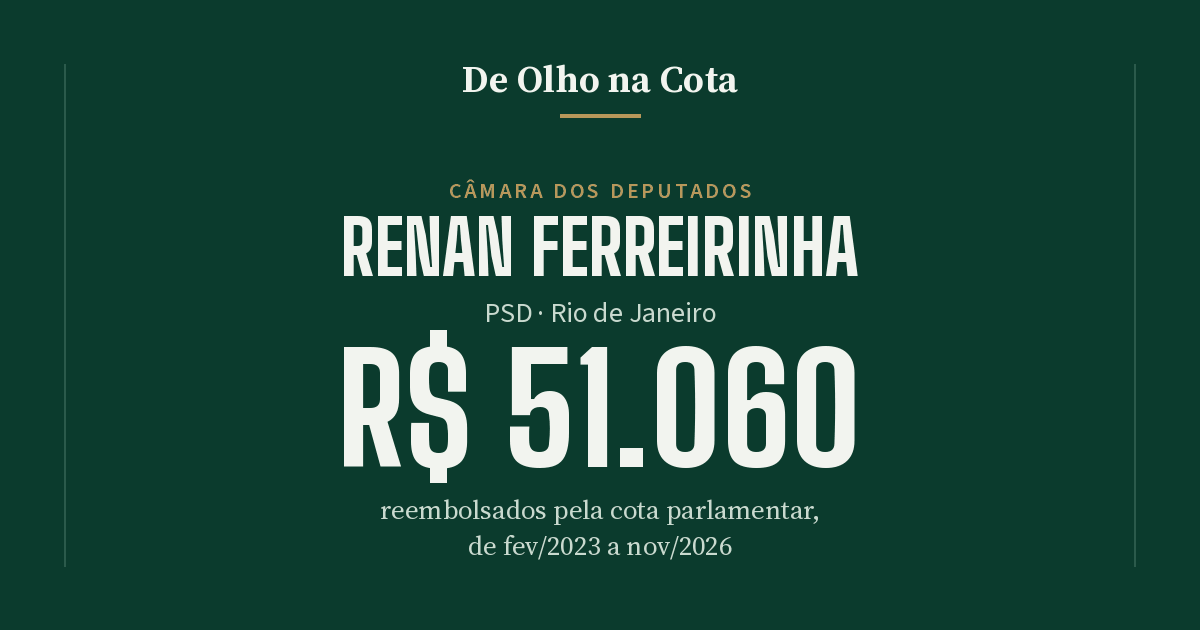 De Olho na Cota
CÂMARA DOS DEPUTADOS
RENAN FERREIRINHA
PSD · Rio de Janeiro
R$ 51.060
reembolsados pela cota parlamentar,
de fev/2023 a nov/2026